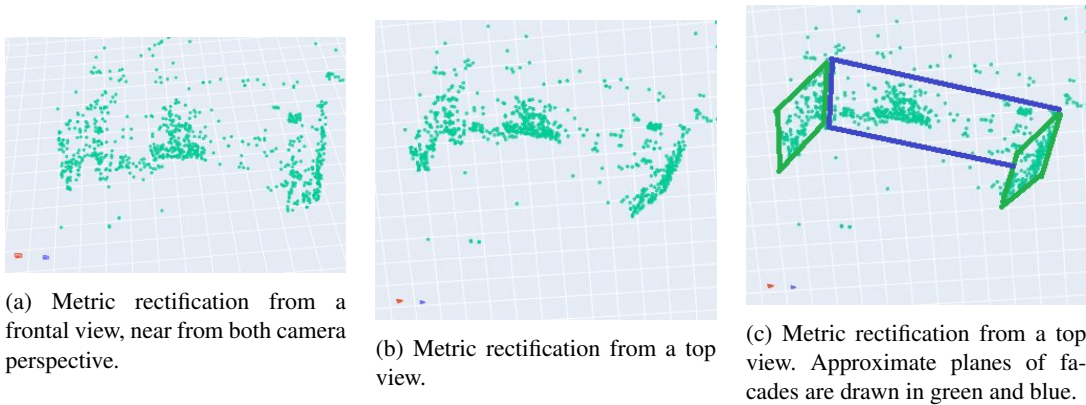 (a) Metric rectification from a
frontal view, near from both camera
perspective.
(b) Metric rectification from a top
view.
(c) Metric rectification from a top
view. Approximate planes of fa-
cades are drawn in green and blue.